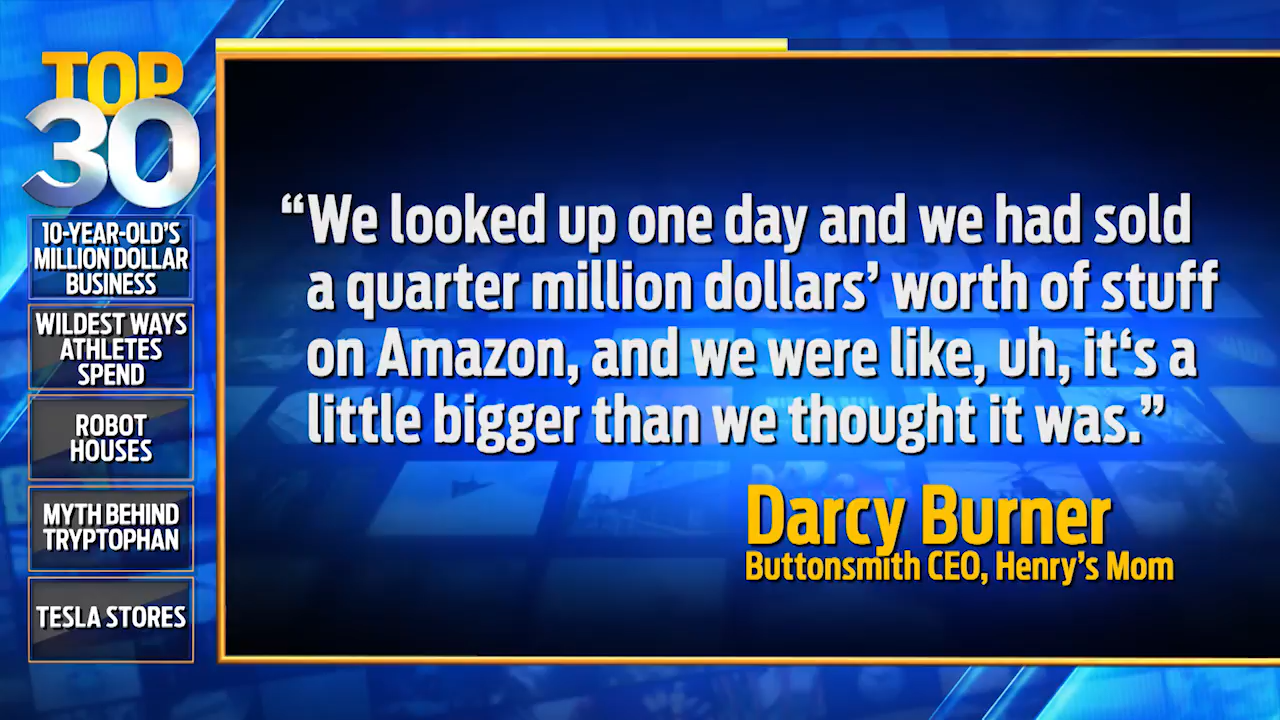 TOP
30
10-YEAR-OLD'S
MILLION DOLLAR
BUSINESS
WILDEST WAYS
ATHLETES
SPEND
ROBOT
HOUSES
MYTH BEHIND
TRYPTOPHAN
TESLA STORES
“We looked up one day and we had sold
a quarter million dollars’ worth of stuff
on Amazon, and we were like, uh, it‘s a
little bigger than we thought it was.”
Darcy Burner
Buttonsmith CEO, Henry’s Mom